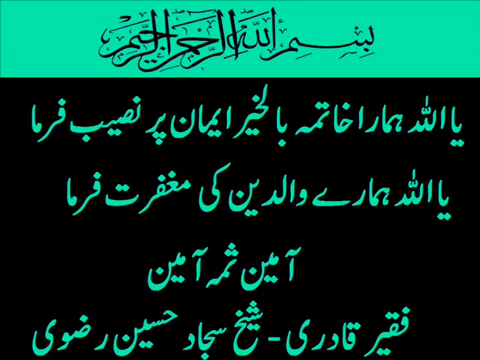 بسم الله الرحمن الرحيم
یا اللہ ہمارا خاتمہ بالخیر ایمان پر نصیب فرما
یا اللہ ہمارے والدین کی مغفرت فرما
آمین ثمہ آمین
فقیر قادری - شیخ سجاد حسین رضوی